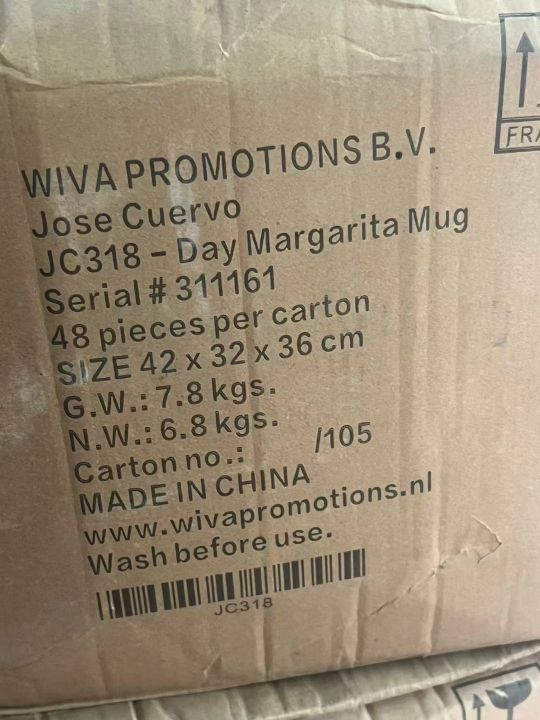 WIVA PROMOTIONS B.V.
Jose Cuervo
JC318 - Day Margarita Mug
Serial # 311161
48 pieces per carton
SIZE 42 x 32 x 36 cm
G.W.: 7.8 kgs.
N.W.: 6.8 kgs.
Carton no.: /105
MADE IN CHINA
www.wivapromotions.nl
Wash before use.
JC318
FRA